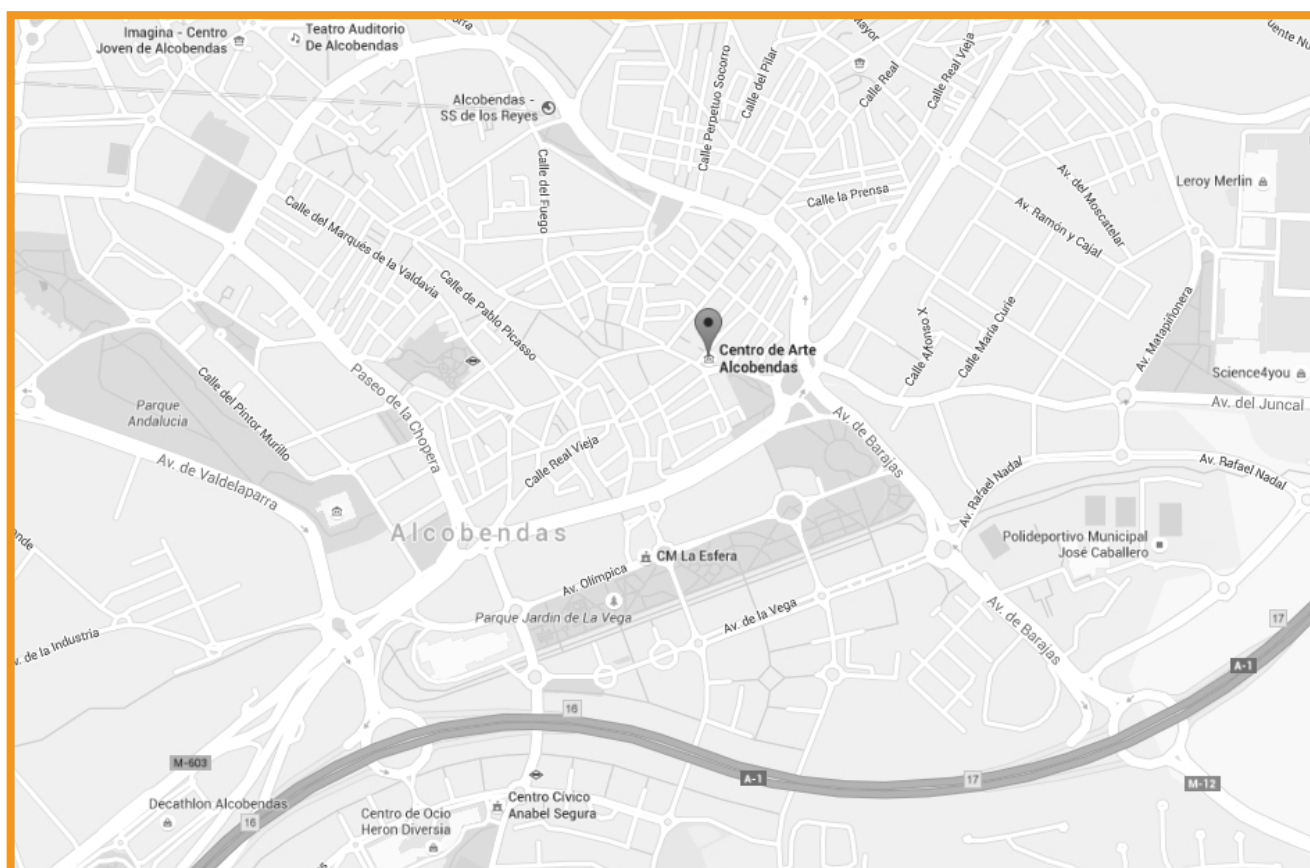 Imagina - Centro
Joven de Alcobendas
Teatro Auditorio
De Alcobendas
Mayor
uente Nu
Alcobendas -
SS de los Reyes
Calle Perpetuo Socorro
Calle del Pilar
Calle Real
Calle Real Vieja
Calle del Fuego
Calle la Prensa
Av. del Moscatelar
Av. Ramón y Cajal
Leroy Merlin
Calle del Marqués de la Valdavia
Calle de Pablo Picasso
Centro de Arte
Alcobendas
Calle Alfonso X
Calle María Curie
Av. Matapiñonera
Science4you
Av. del Juncal
Parque
Andalucia
Calle del Pintor Murillo
Paseo de la Chopera
Av. de Valdelaparra
Calle Real Vieja
Av. de Barajas
Av. Rafael Nadal
Av. Rafael Nadal
Alcobendas
Polideportivo Municipal
José Caballero
onde
CM La Esfera
Av. Olímpica
Parque Jardin de La Vega
Av. de la Vega
Av. de Barajas
v. de la Industria
17
A-1
16
M-603
A-1
17
M-12
Decathlon Alcobendas
16
Centro de Ocio
Heron Diversia
Centro Cívico
Anabel Segura